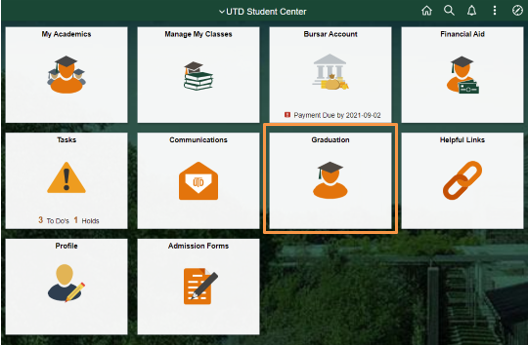 UTD Student Center
My Academics
Manage My Classes
Bursar Account
Financial Aid
Payment Due by 2021-09-02
Tasks
Communications
Graduation
Helpful Links
3 To Do's 1 Holds
Profile
Admission Forms